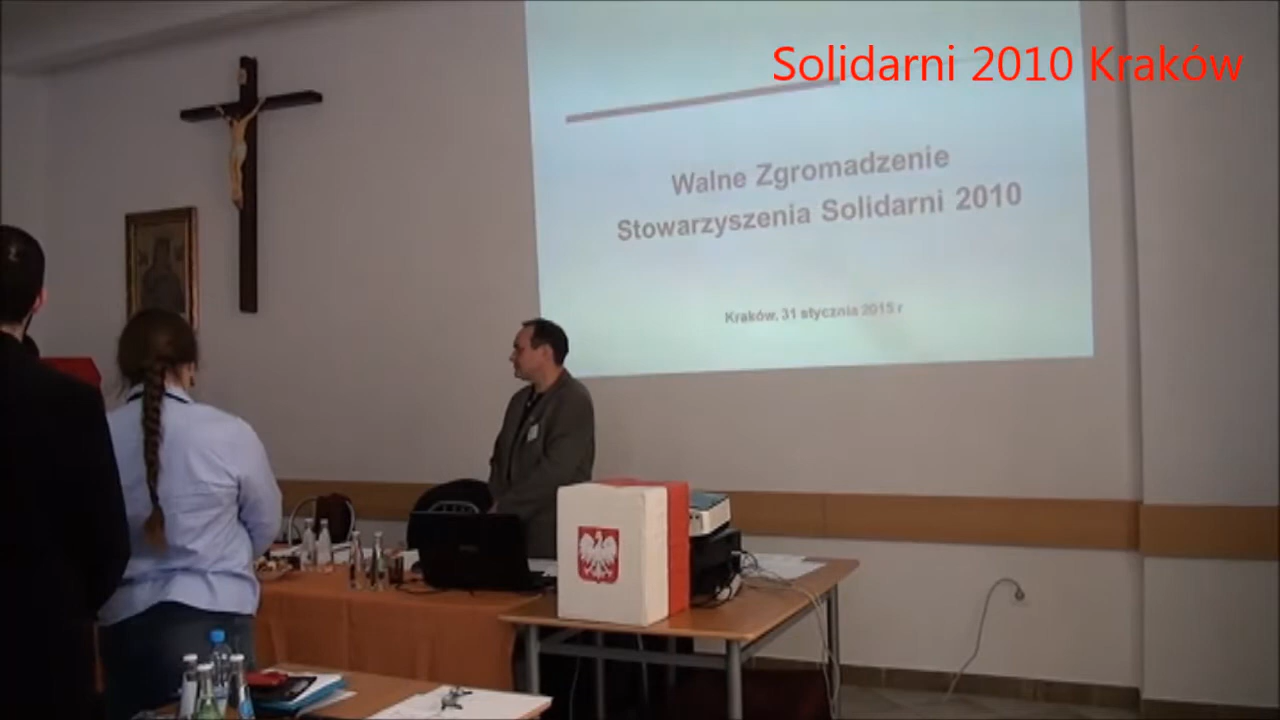 Solidarni 2010 Kraków
Walne Zgromadzenie
Stowarzyszenia Solidarni 2010
Kraków, 31 stycznia 2015 r